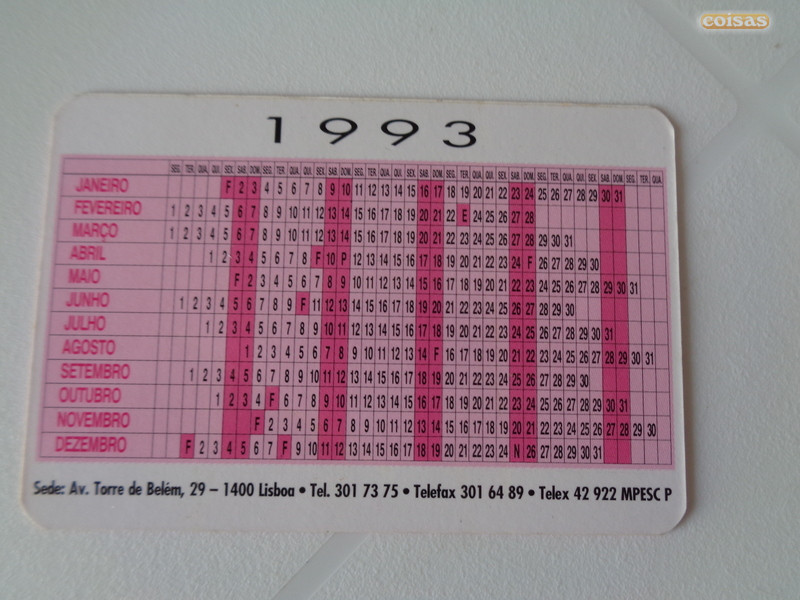 coisas
1993
SEG. TER. QUA. QUI. SEX. SAB. DOM. SEG. TER. QUA. QUI. SEX. SAB. DOM. SEG. TER. QUA. QUI. SEX. SAB. DOM. SEG. TER. QUA. QUI. SEX. SAB. DOM. SEG. TER. QUA. QUI. SEX. SAB. DOM. SEG. TER. QUA.
JANEIRO F 2 3 4 5 6 7 8 9 10 11 12 13 14 15 16 17 18 19 20 21 22 23 24 25 26 27 28 29 30 31
FEVEREIRO 1 2 3 4 5 6 7 8 9 10 11 12 13 14 15 16 17 18 19 20 21 22 E 24 25 26 27 28
MARÇO 1 2 3 4 5 6 7 8 9 10 11 12 13 14 15 16 17 18 19 20 21 22 23 24 25 26 27 28 29 30 31
ABRIL 1 2 3 4 5 6 7 8 F 10 P 12 13 14 15 16 17 18 19 20 21 22 23 24 F 26 27 28 29 30
MAIO F 2 3 4 5 6 7 8 9 10 11 12 13 14 15 16 17 18 19 20 21 22 23 24 25 26 27 28 29 30 31
JUNHO 1 2 3 4 5 6 7 8 9 F 11 12 13 14 15 16 17 18 19 20 21 22 23 24 25 26 27 28 29 30
JULHO 1 2 3 4 5 6 7 8 9 10 11 12 13 14 15 16 17 18 19 20 21 22 23 24 25 26 27 28 29 30 31
AGOSTO 1 2 3 4 5 6 7 8 9 10 11 12 13 14 F 16 17 18 19 20 21 22 23 24 25 26 27 28 29 30 31
SETEMBRO 1 2 3 4 5 6 7 8 9 10 11 12 13 14 15 16 17 18 19 20 21 22 23 24 25 26 27 28 29 30
OUTUBRO 1 2 3 4 F 6 7 8 9 10 11 12 13 14 15 16 17 18 19 20 21 22 23 24 25 26 27 28 29 30 31
NOVEMBRO F 2 3 4 5 6 7 8 9 10 11 12 13 14 15 16 17 18 19 20 21 22 23 24 25 26 27 28 29 30
DEZEMBRO F 2 3 4 5 6 7 F 9 10 11 12 13 14 15 16 17 18 19 20 21 22 23 24 N 26 27 28 29 30 31
Sede: Av. Torre de Belém, 29 – 1400 Lisboa • Tel. 301 73 75 • Telefax 301 64 89 • Telex 42 922 MPESC P